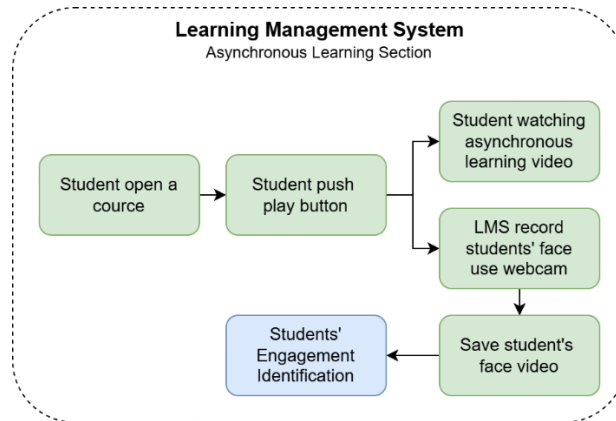 Learning Management System
Asynchronous Learning Section
Student open a
cource
Student push
play button
Student watching
asynchronous
learning video
LMS record
students' face
use webcam
Save student's
face video
Students'
Engagement
Identification